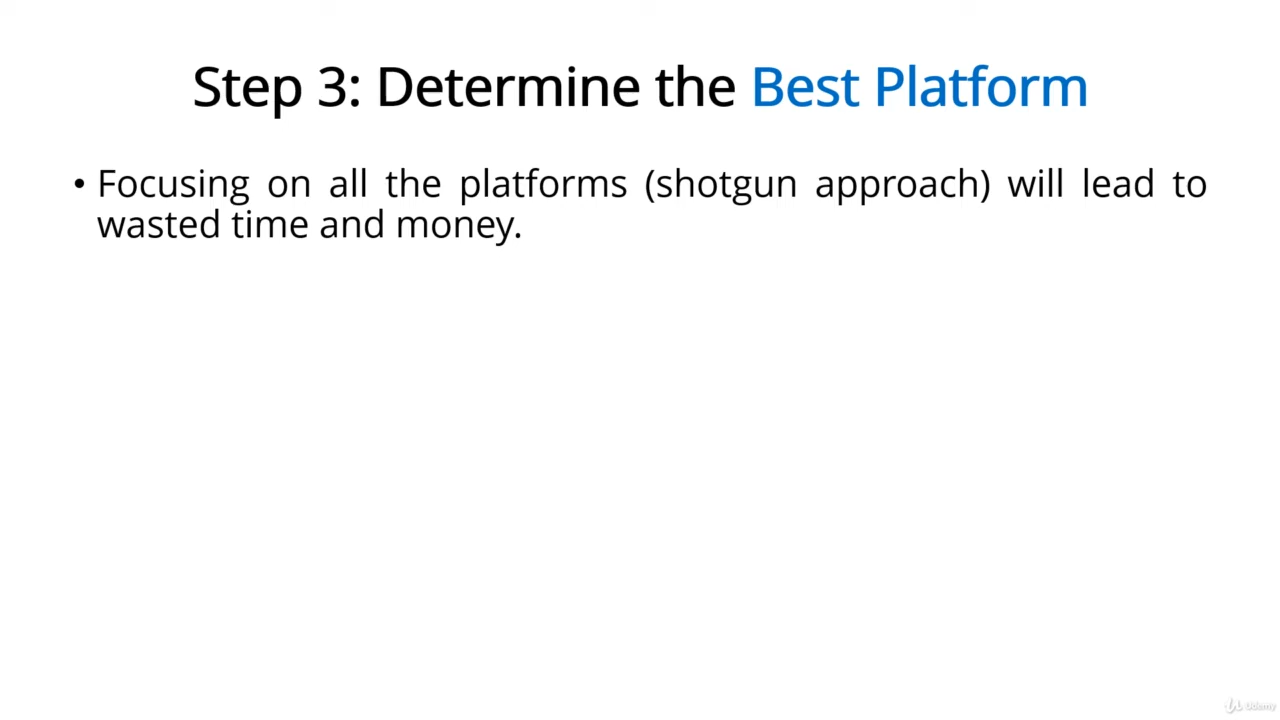 Step 3: Determine the Best Platform
• Focusing on all the platforms (shotgun approach) will lead to
wasted time and money.
Udemy